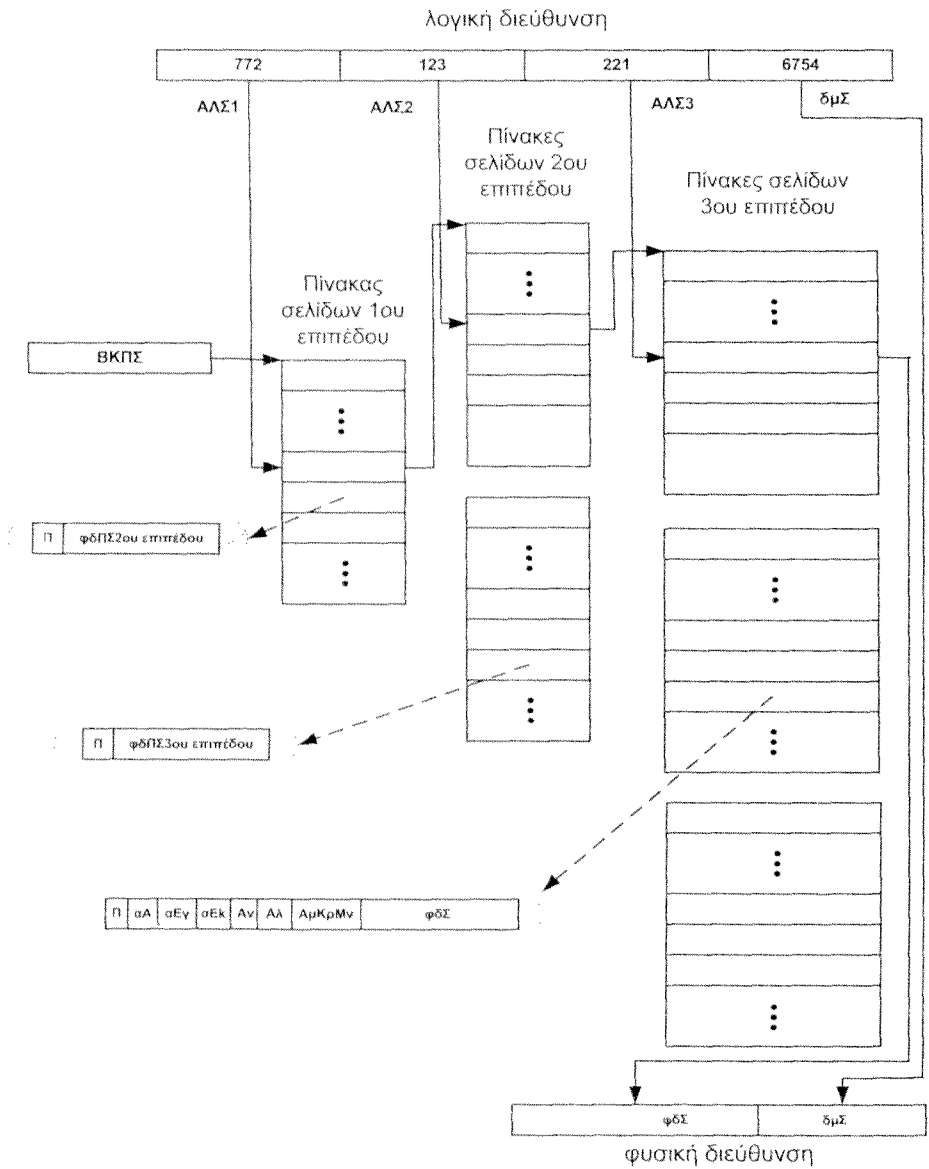 λογική διεύθυνση
772 123 221 6754
ΑΛΣ1 ΑΛΣ2 ΑΛΣ3 δμΣ
Πίνακες
σελίδων 2ου
επιπέδου
Πίνακες σελίδων
3ου επιπέδου
Πίνακας
σελίδων 1ου
επιπέδου
ΒΚΠΣ
Π φδΠΣ2ου επιπέδου
Π φδΠΣ3ου επιπέδου
Π αΑ αΕγ αΕk Αν Αλ ΑμΚρΜν φδΣ
φδΣ δμΣ
φυσική διεύθυνση